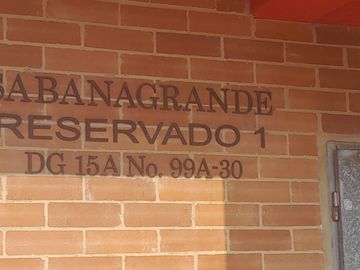 SABANAGRANDE
RESERVADO 1
DG 15A No. 99A-30